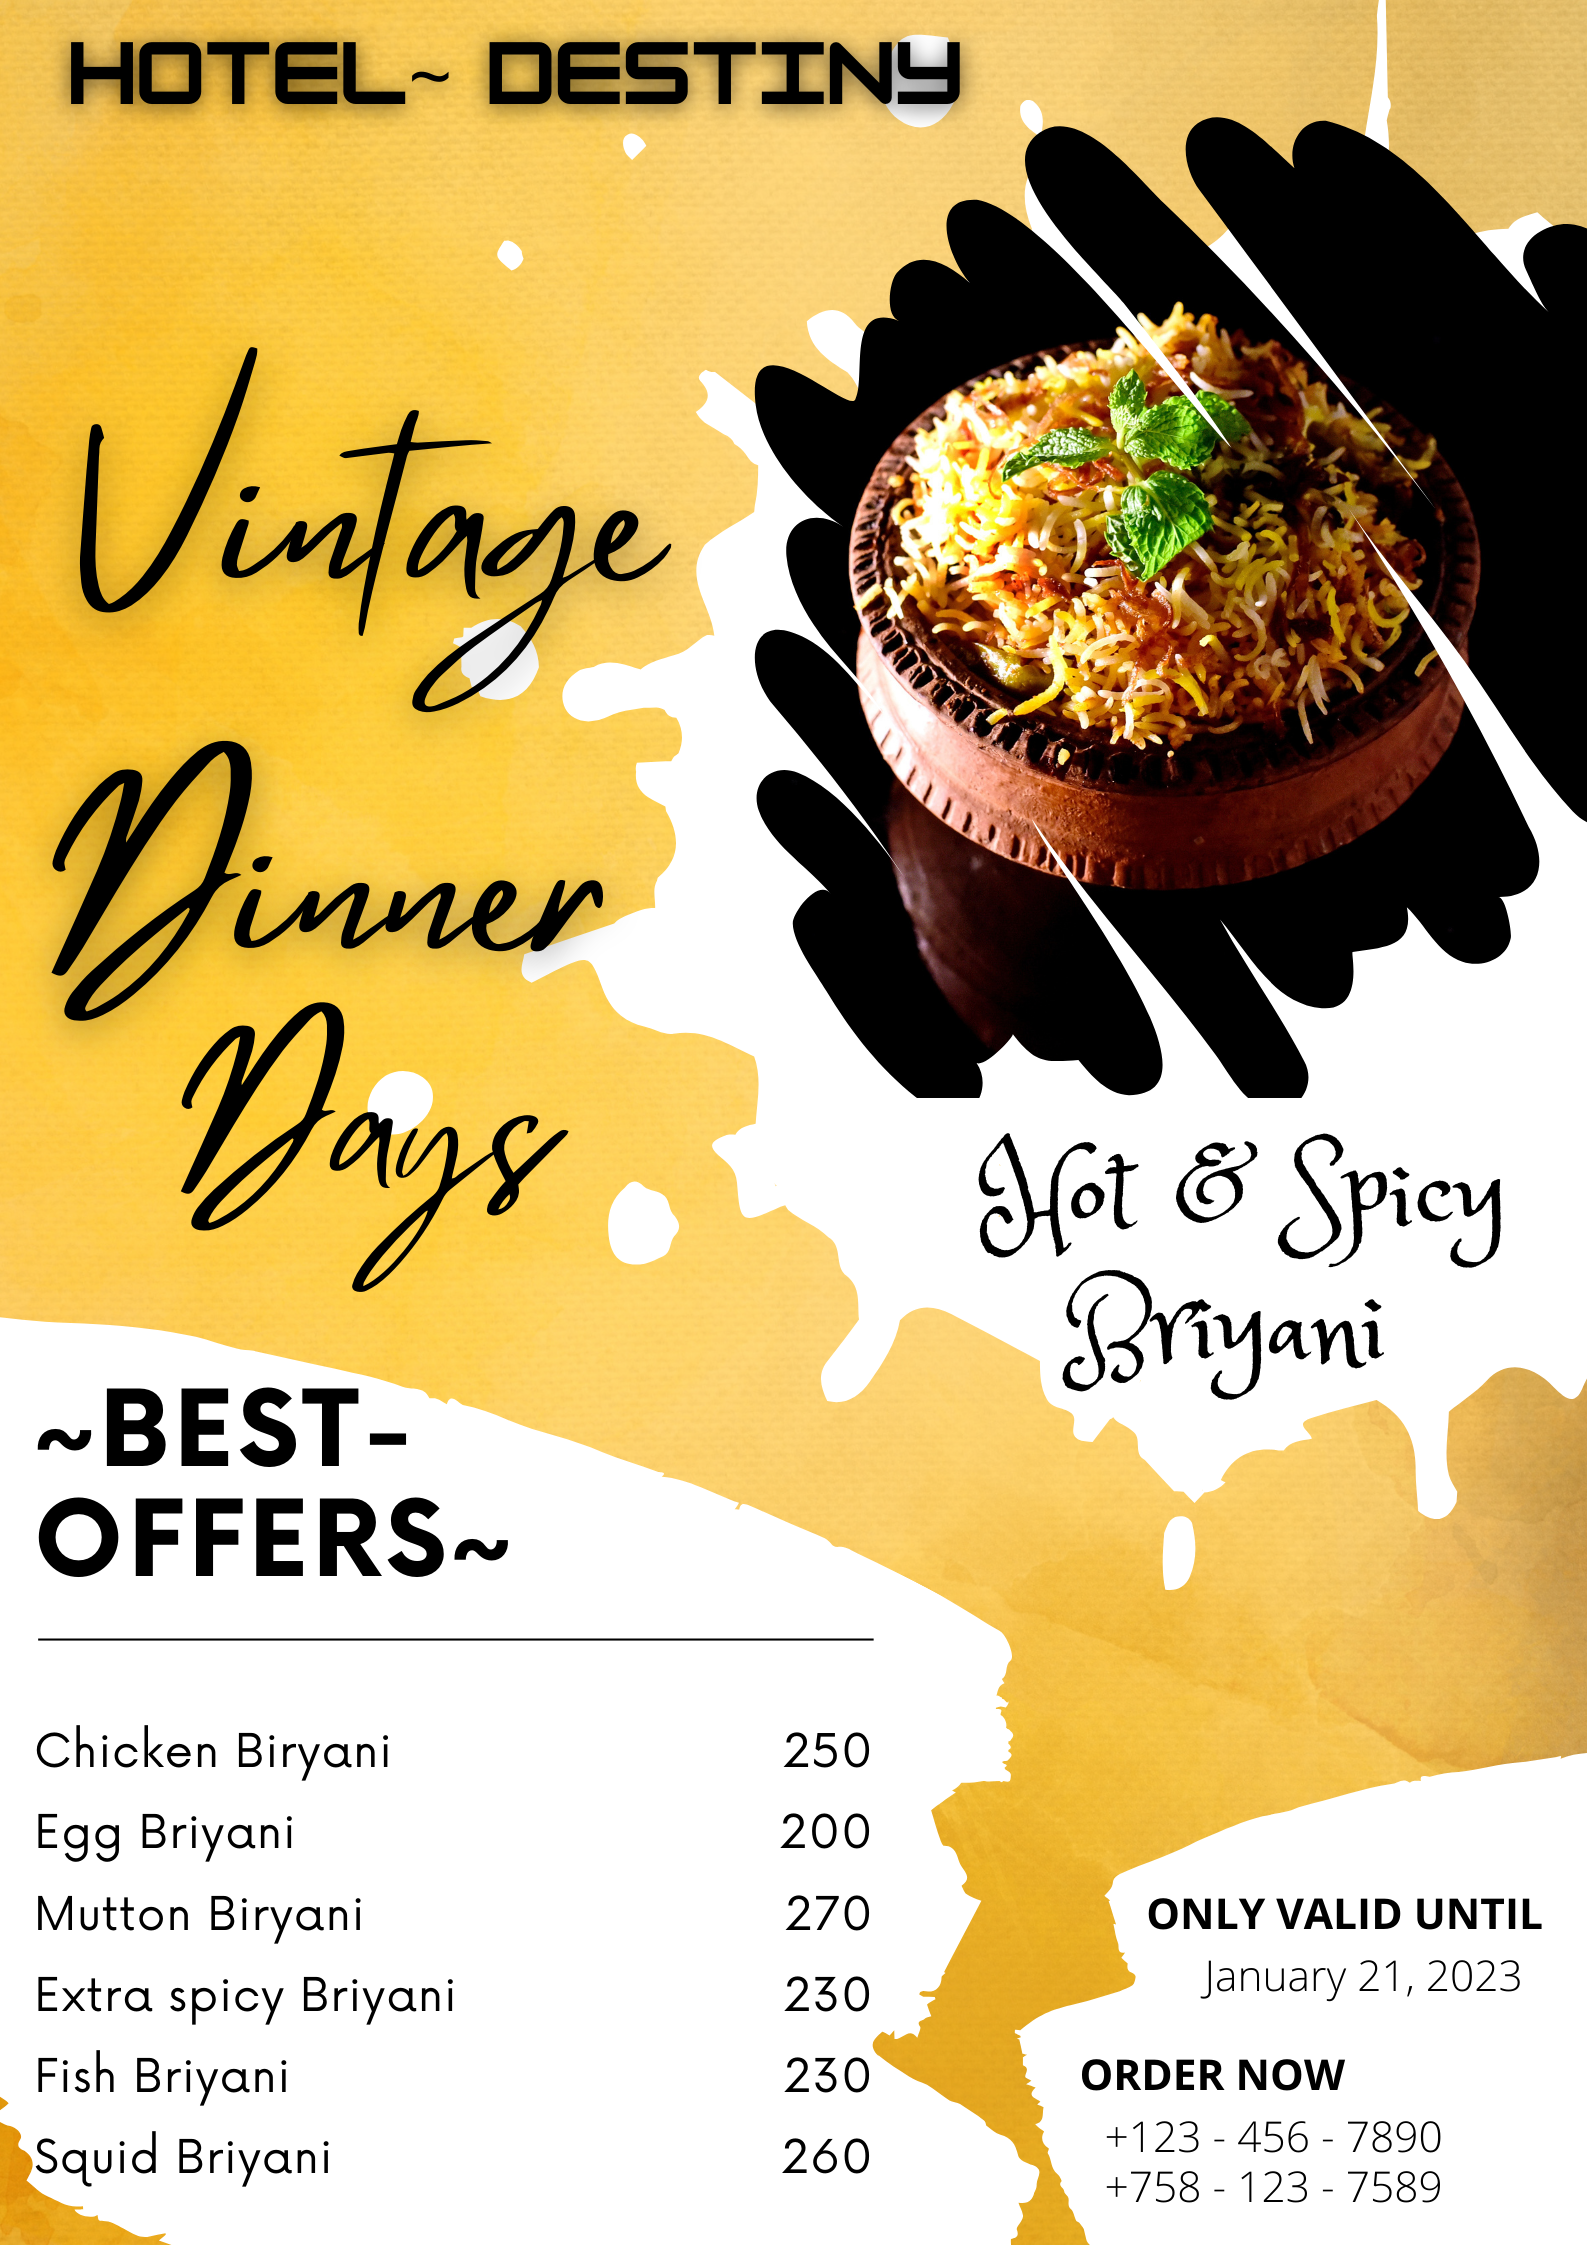 HOTEL~ DESTINY
Vintage
Dinner
Days
Hot & Spicy
Briyani
~BEST-
OFFERS~
Chicken Biryani 250
Egg Briyani 200
Mutton Biryani 270
Extra spicy Briyani 230
Fish Briyani 230
Squid Briyani 260
ONLY VALID UNTIL
January 21, 2023
ORDER NOW
+123 - 456 - 7890
+758 - 123 - 7589